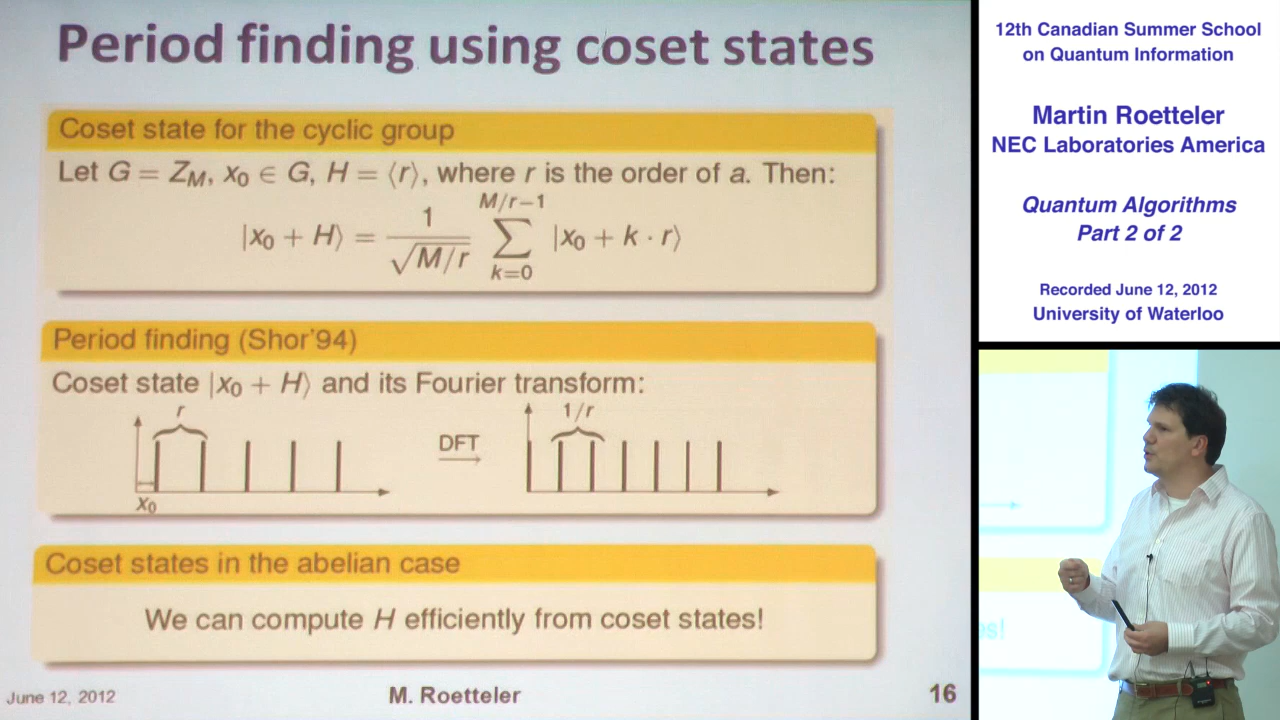 Period finding using coset states
Coset state for the cyclic group
Let G = Z_M, x_0 ∈ G, H = ⟨r⟩, where r is the order of a. Then:
|x_0 + H⟩ = \frac{1}{\sqrt{M/r}} \sum_{k=0}^{M/r−1} |x_0 + k · r⟩
Period finding (Shor'94)
Coset state |x_0 + H⟩ and its Fourier transform:
r
x_0
DFT
1/r
Coset states in the abelian case
We can compute H efficiently from coset states!
June 12, 2012
M. Roetteler
16
12th Canadian Summer School
on Quantum Information
Martin Roetteler
NEC Laboratories America
Quantum Algorithms
Part 2 of 2
Recorded June 12, 2012
University of Waterloo
es!